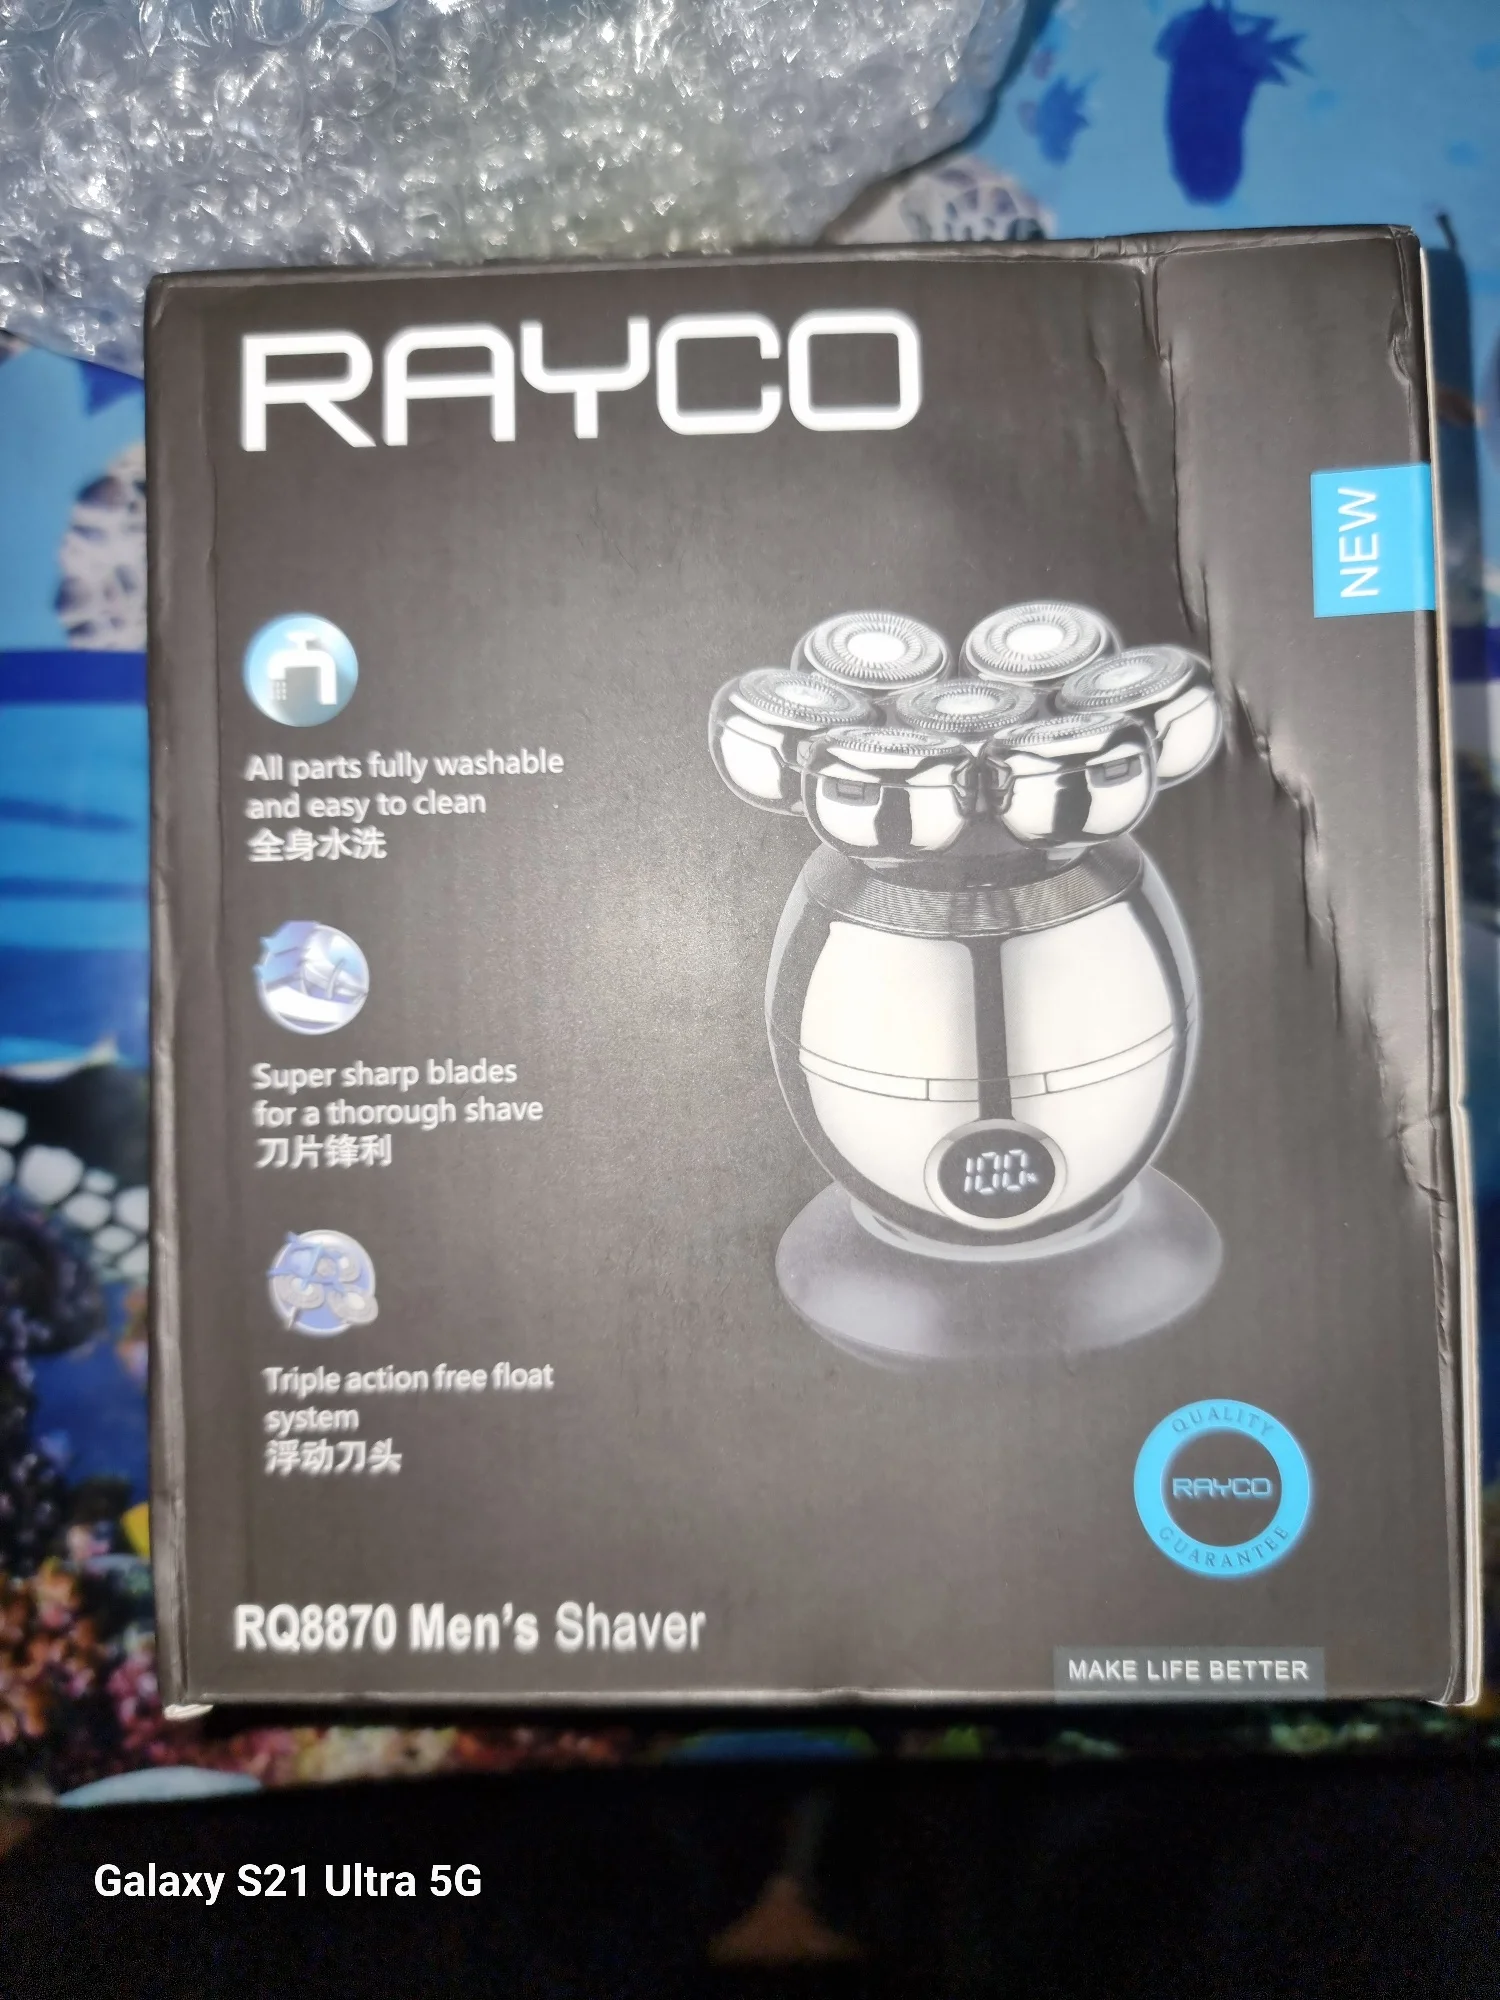 RAYCO
NEW
All parts fully washable
and easy to clean
全身水洗
Super sharp blades
for a thorough shave
刀片锋利
100%
Triple action free float
system
浮动刀头
QUALITY
RAYCO
GUARANTEE
RQ8870 Men's Shaver
MAKE LIFE BETTER
Galaxy S21 Ultra 5G